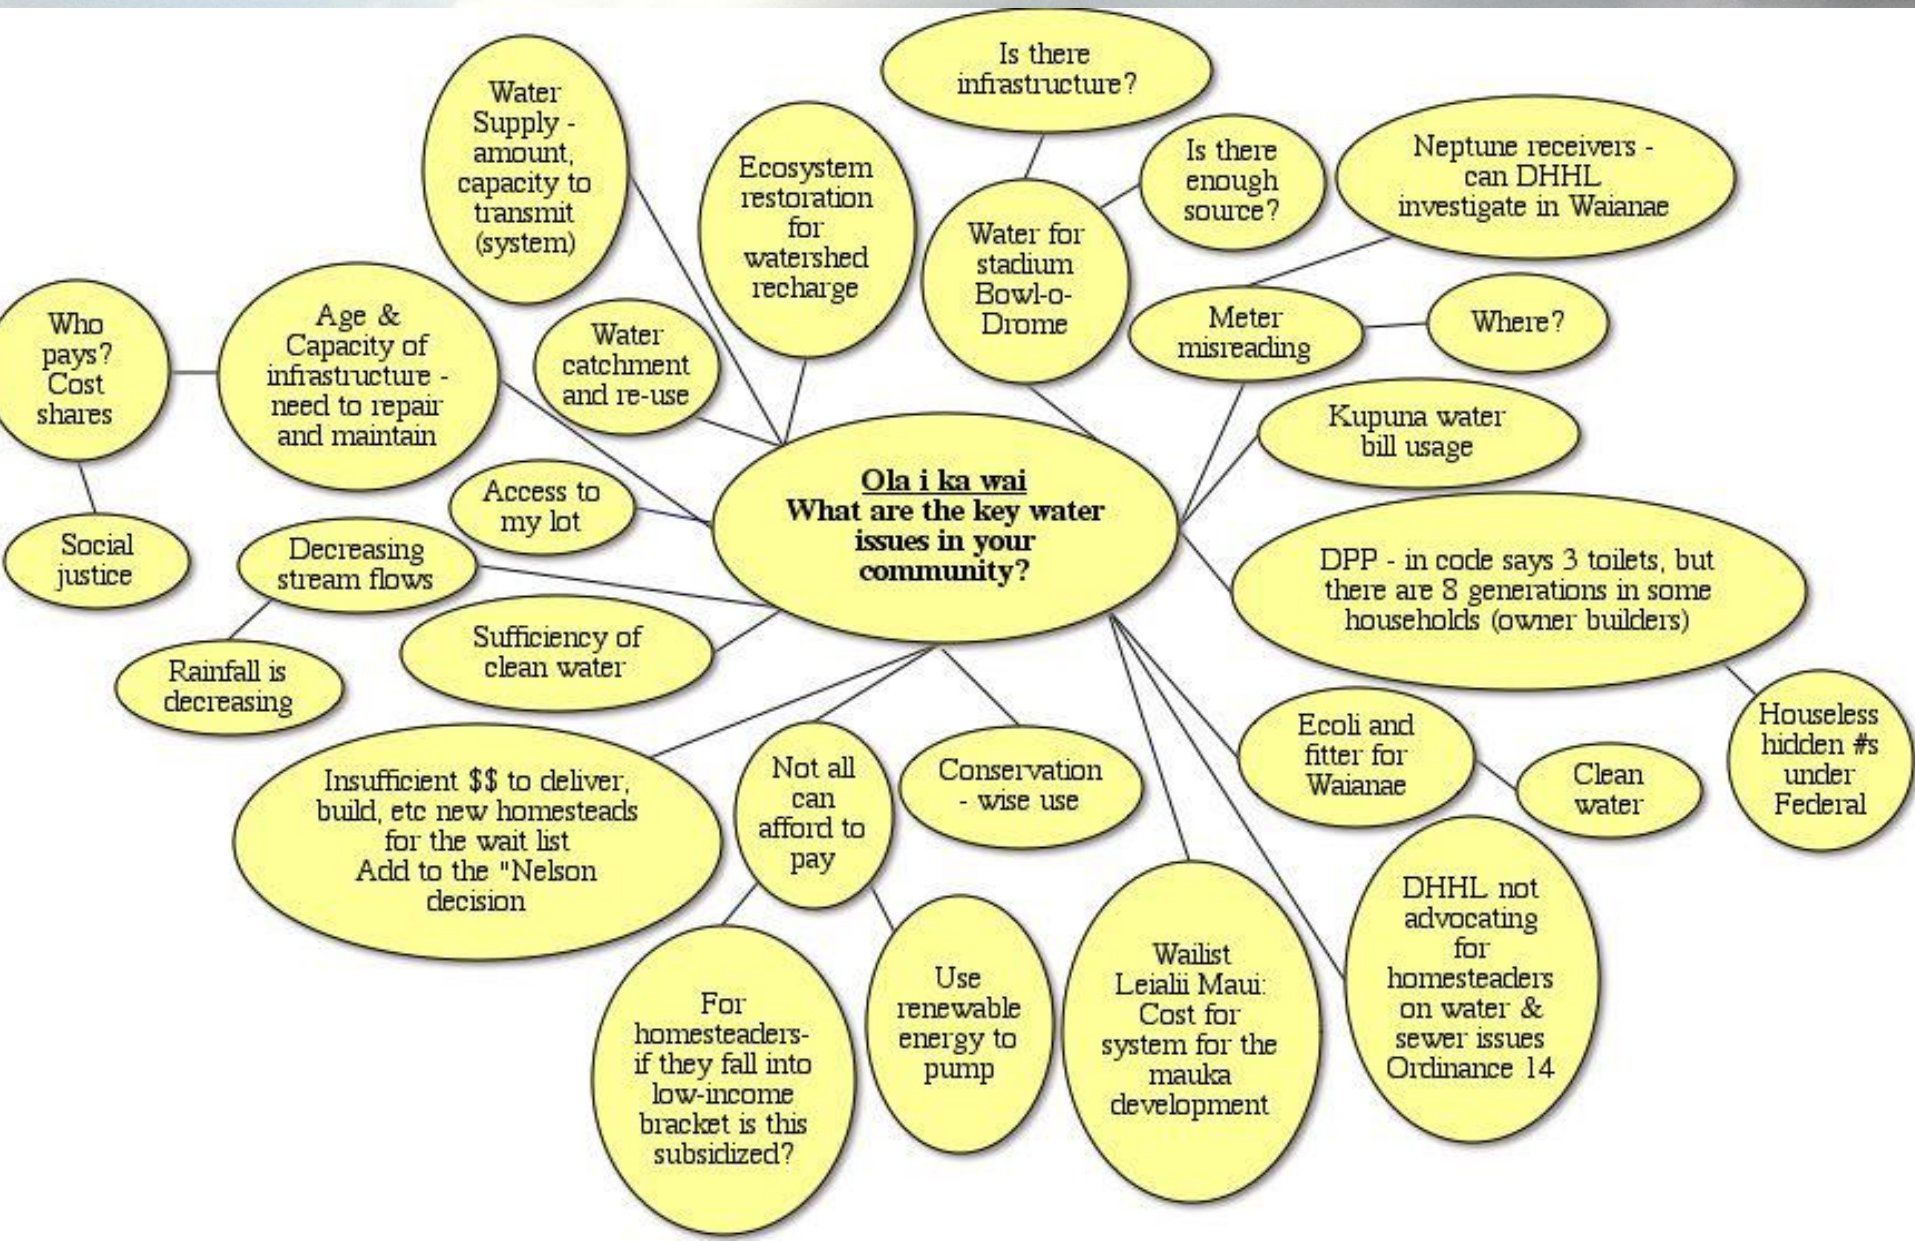 Is there
infrastructure?
Water
Supply -
amount,
capacity to
transmit
(system)
Ecosystem
restoration
for
watershed
recharge
Is there
enough
source?
Neptune receivers -
can DHHL
investigate in Waianae
Water for
stadium
Bowl-o-
Drome
Meter
misreading
Where?
Who
pays?
Cost
shares
Age &
Capacity of
infrastructure -
need to repair
and maintain
Water
catchment
and re-use
Kupuna water
bill usage
Ola i ka wai
What are the key water
issues in your
community?
Access to
my lot
Social
justice
Decreasing
stream flows
DPP - in code says 3 toilets, but
there are 8 generations in some
households (owner builders)
Sufficiency of
clean water
Rainfall is
decreasing
Houseless
hidden #s
under
Federal
Ecoli and
fitter for
Waianae
Clean
water
Insufficient $$ to deliver,
build, etc new homesteads
for the wait list
Add to the "Nelson
decision
Not all
can
afford to
pay
Conservation
- wise use
DHHL not
advocating
for
homesteaders
on water &
sewer issues
Ordinance 14
Wailist
Leialii Maui:
Cost for
system for the
mauka
development
Use
renewable
energy to
pump
For
homesteaders-
if they fall into
low-income
bracket is this
subsidized?